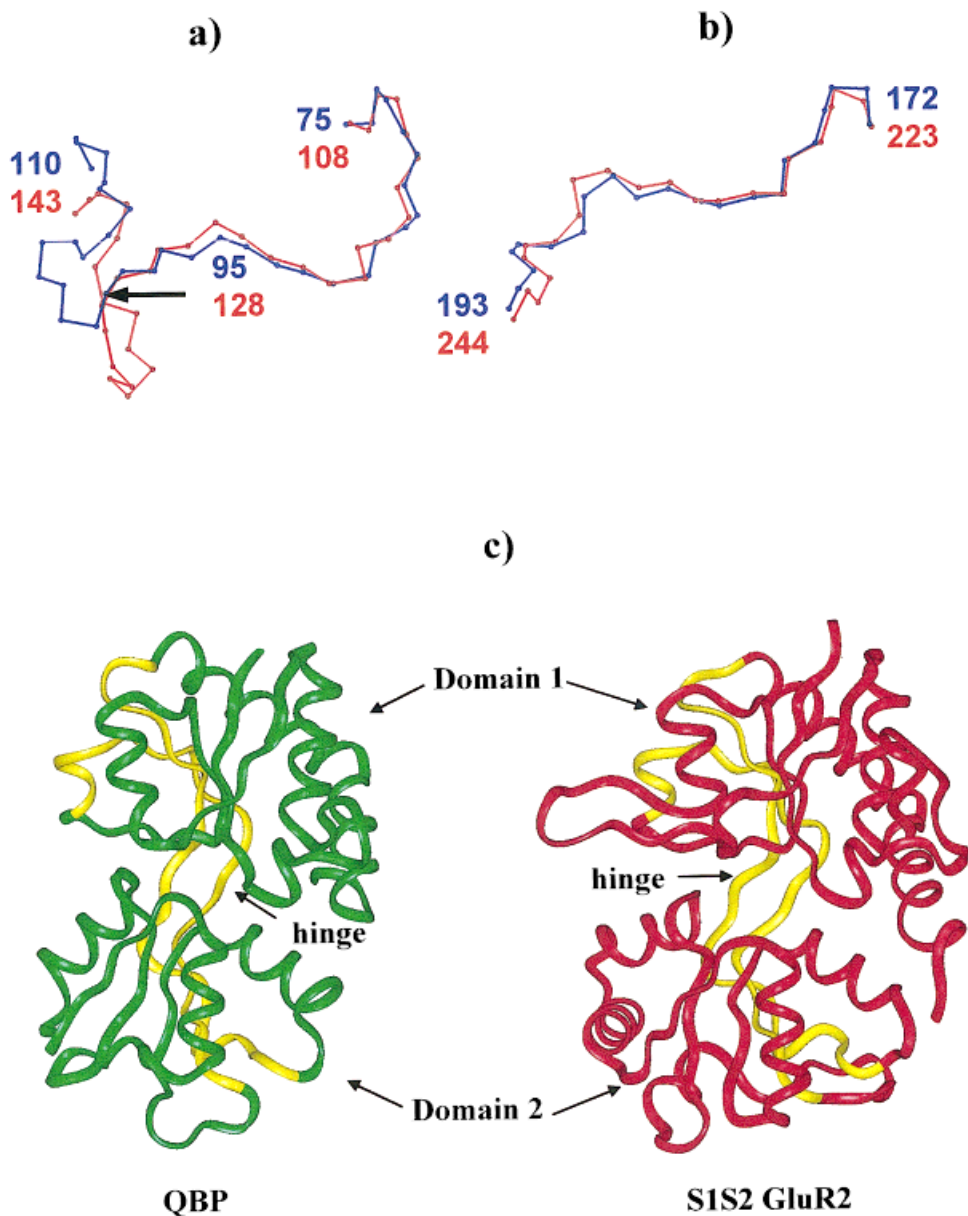 a)
b)
75
108
172
223
110
143
95
128
193
244
c)
Domain 1
hinge
hinge
Domain 2
QBP
S1S2 GluR2